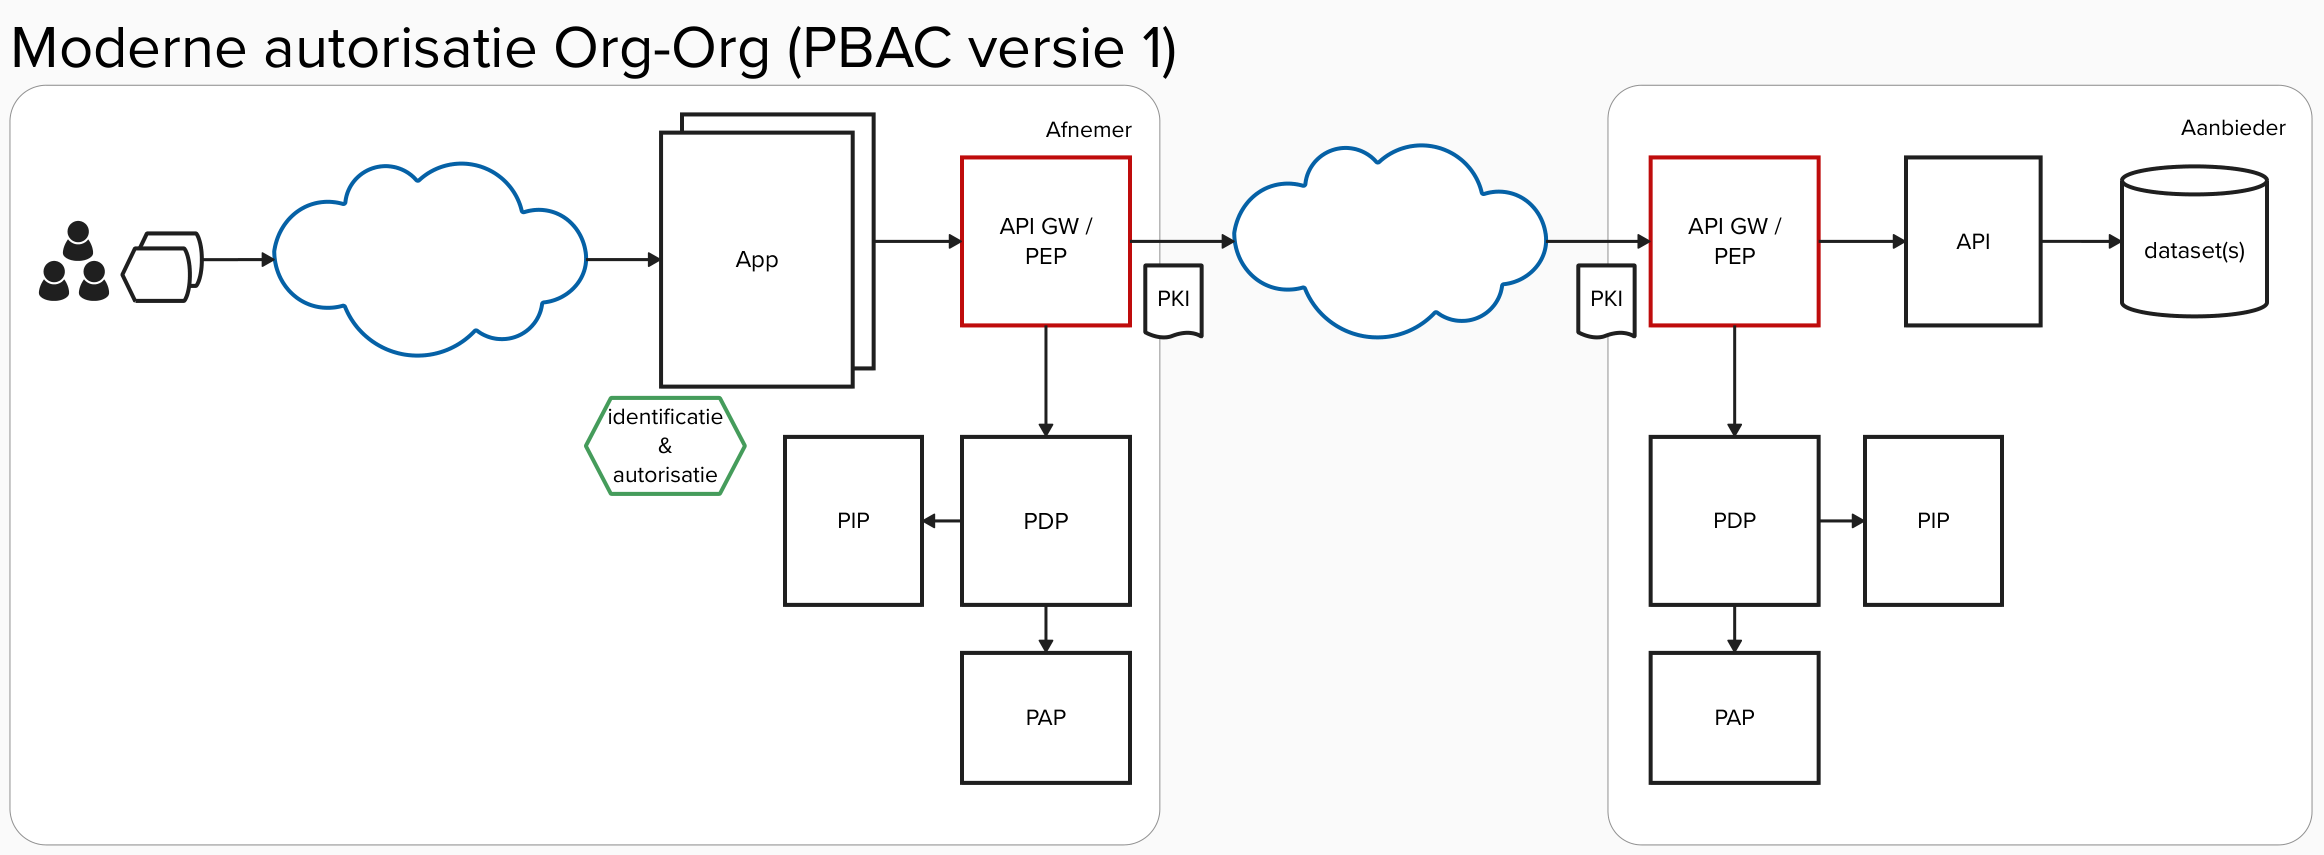 Moderne autorisatie Org-Org (PBAC versie 1)
Afnemer
Aanbieder
App
API GW /
PEP
PKI
PKI
API GW /
PEP
API
dataset(s)
identificatie
&
autorisatie
PIP
PDP
PDP
PIP
PAP
PAP